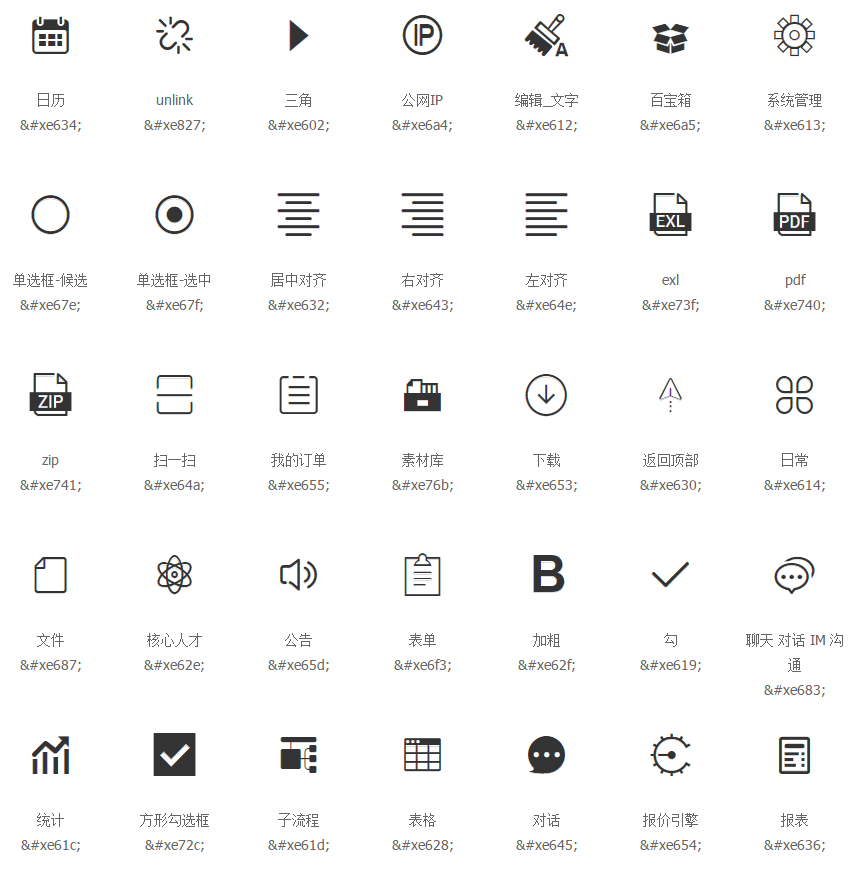 IP
A
日历 unlink 三角 公网IP 编辑_文字 百宝箱 系统管理
&#xe634; &#xe827; &#xe602; &#xe6a4; &#xe612; &#xe6a5; &#xe613;
EXL PDF
单选框-候选 单选框-选中 居中对齐 右对齐 左对齐 exl pdf
&#xe67e; &#xe67f; &#xe632; &#xe643; &#xe64e; &#xe73f; &#xe740;
ZIP
zip 扫一扫 我的订单 素材库 下载 返回顶部 日常
&#xe741; &#xe64a; &#xe655; &#xe76b; &#xe653; &#xe630; &#xe614;
B
文件 核心人才 公告 表单 加粗 勾 聊天 对话 IM 沟
通
&#xe687; &#xe62e; &#xe65d; &#xe6f3; &#xe62f; &#xe619;
&#xe683;
统计 方形勾选框 子流程 表格 对话 报价引擎 报表
&#xe61c; &#xe72c; &#xe61d; &#xe628; &#xe645; &#xe654; &#xe636;